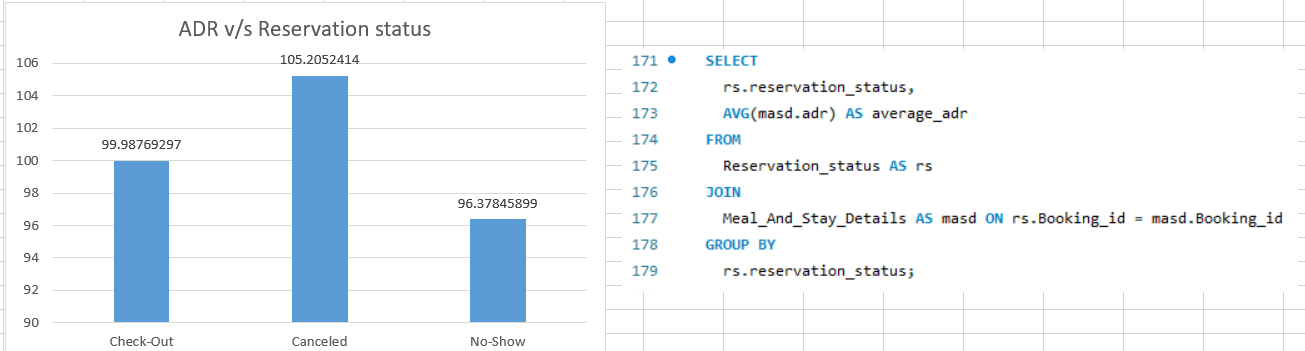 ADR v/s Reservation status
106
104
102
100
98
96
94
92
90
99.98769297
105.2052414
96.37845899
Check-Out
Canceled
No-Show
171 SELECT
172 rs.reservation_status,
173 AVG(masd.adr) AS average_adr
174 FROM
175 Reservation_status AS rs
176 JOIN
177 Meal_And_Stay_Details AS masd ON rs.Booking_id = masd.Booking_id
178 GROUP BY
179 rs.reservation_status;